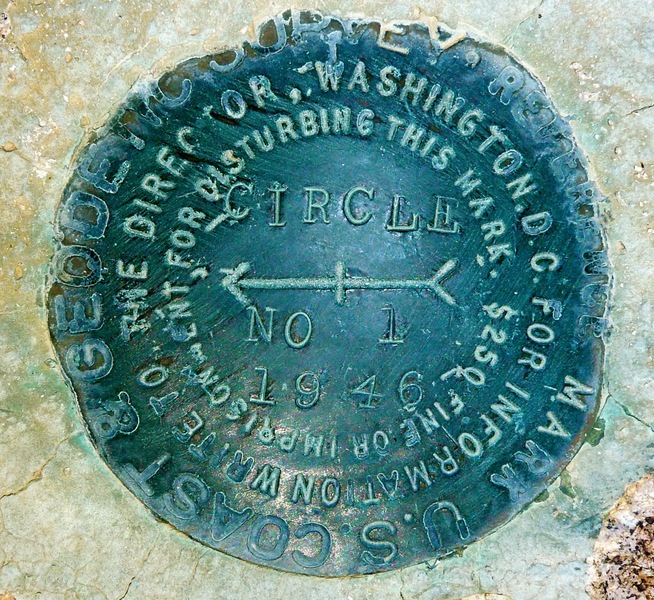 U.S. COAST & GEODETIC SURVEY. REFERENCE MARK
WRITE TO THE DIRECTOR, WASHINGTON, D.C. FOR INFORMATION
$250 FINE OR IMPRISONMENT FOR DISTURBING THIS MARK.
CIRCLE
NO 1
1946